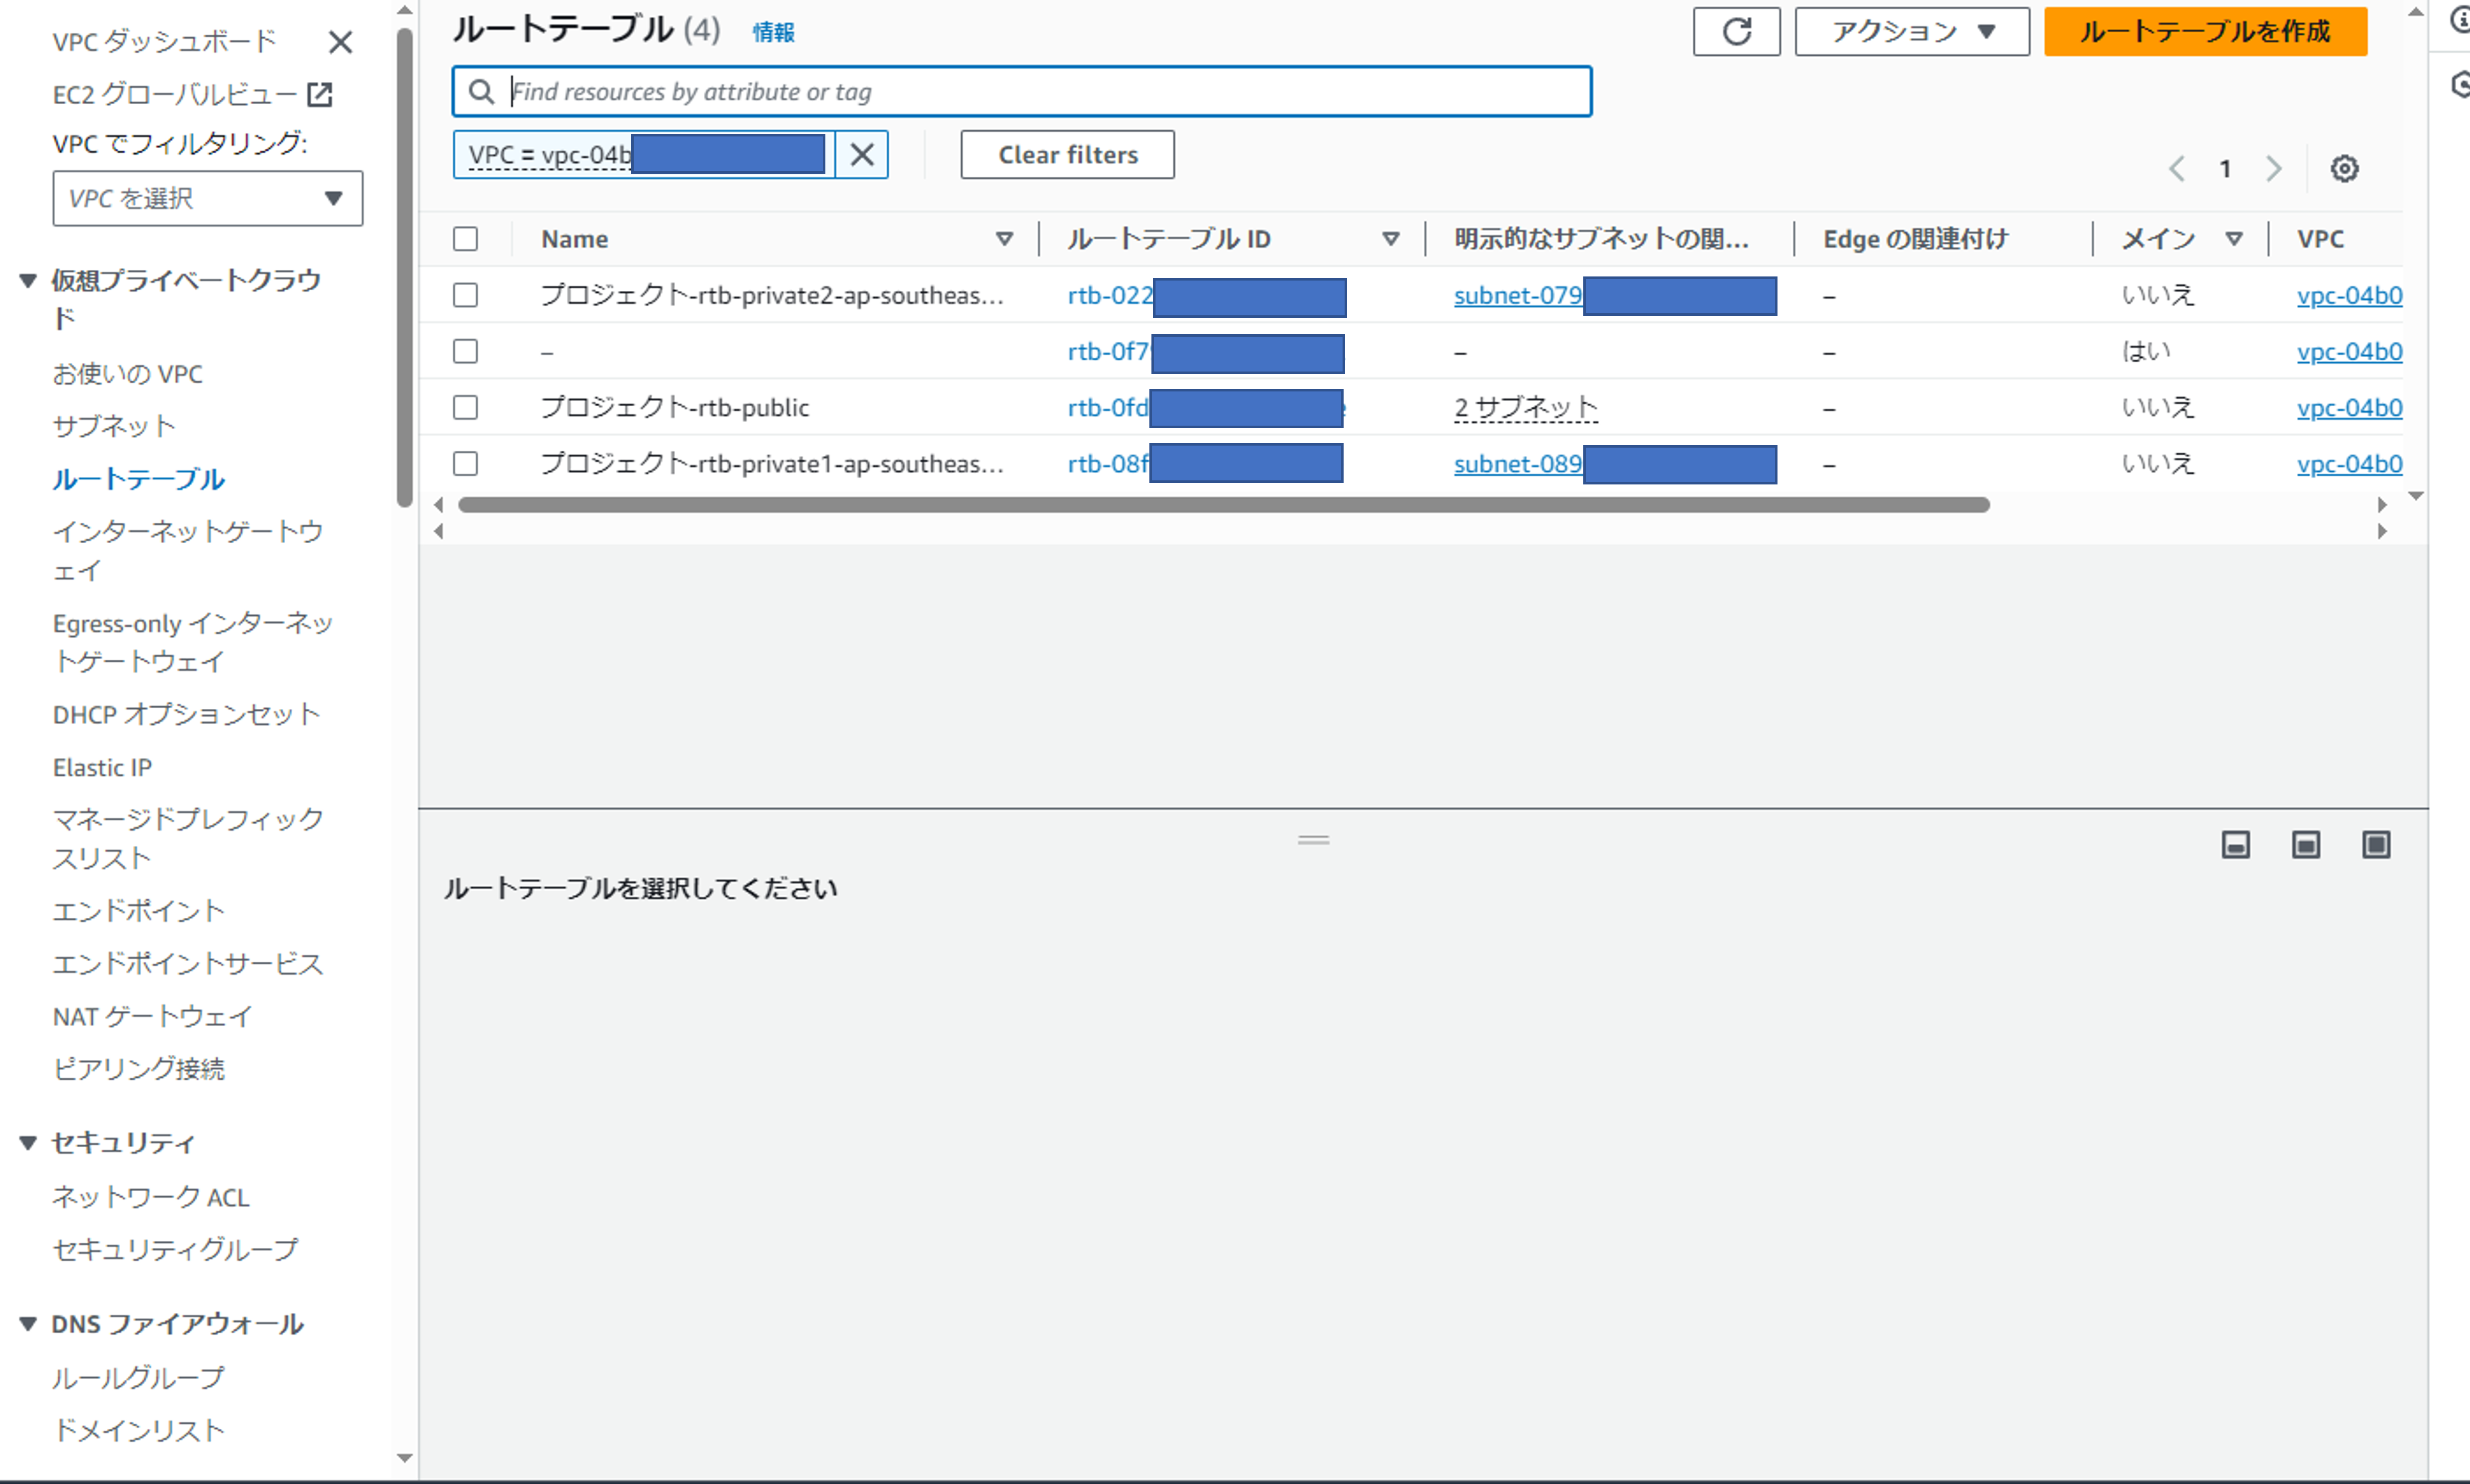 VPC ダッシュボード
EC2 グローバルビュー
VPC でフィルタリング:
VPC を選択
仮想プライベートクラウ
ド
お使いの VPC
サブネット
ルートテーブル
インターネットゲートウ
ェイ
Egress-only インターネッ
トゲートウェイ
DHCP オプションセット
Elastic IP
マネージドプレフィック
スリスト
エンドポイント
エンドポイントサービス
NAT ゲートウェイ
ピアリング接続
セキュリティ
ネットワーク ACL
セキュリティグループ
DNS ファイアウォール
ルールグループ
ドメインリスト
ルートテーブル (4) 情報
アクション
ルートテーブルを作成
Find resources by attribute or tag
VPC = vpc-04b
Clear filters
1
Name ルートテーブル ID 明示的なサブネットの関... Edge の関連付け メイン VPC
プロジェクト-rtb-private2-ap-southeas... rtb-022 subnet-079 – いいえ vpc-04b0
– rtb-0f7 – – はい vpc-04b0
プロジェクト-rtb-public rtb-0fd 2 サブネット – いいえ vpc-04b0
プロジェクト-rtb-private1-ap-southeas... rtb-08f subnet-089 – いいえ vpc-04b0
ルートテーブルを選択してください